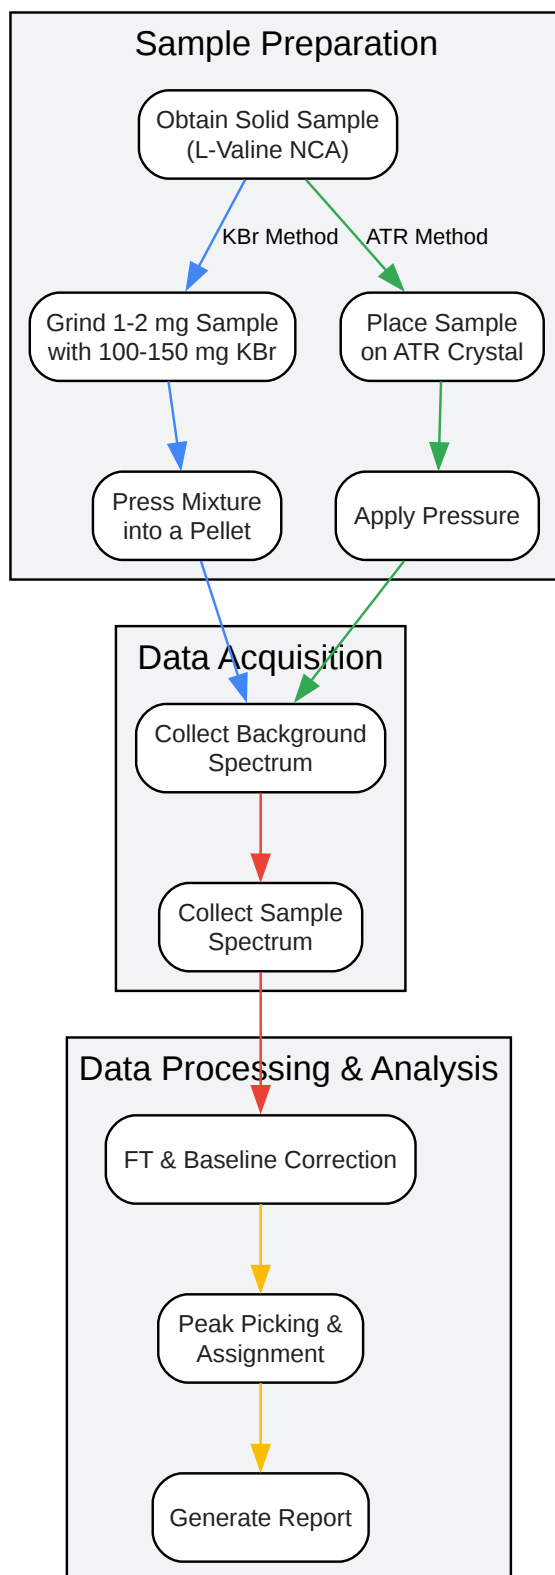 Sample Preparation
Obtain Solid Sample
(L-Valine NCA)
KBr Method
ATR Method
Grind 1-2 mg Sample
with 100-150 mg KBr
Place Sample
on ATR Crystal
Press Mixture
into a Pellet
Apply Pressure
Data Acquisition
Collect Background
Spectrum
Collect Sample
Spectrum
Data Processing & Analysis
FT & Baseline Correction
Peak Picking &
Assignment
Generate Report